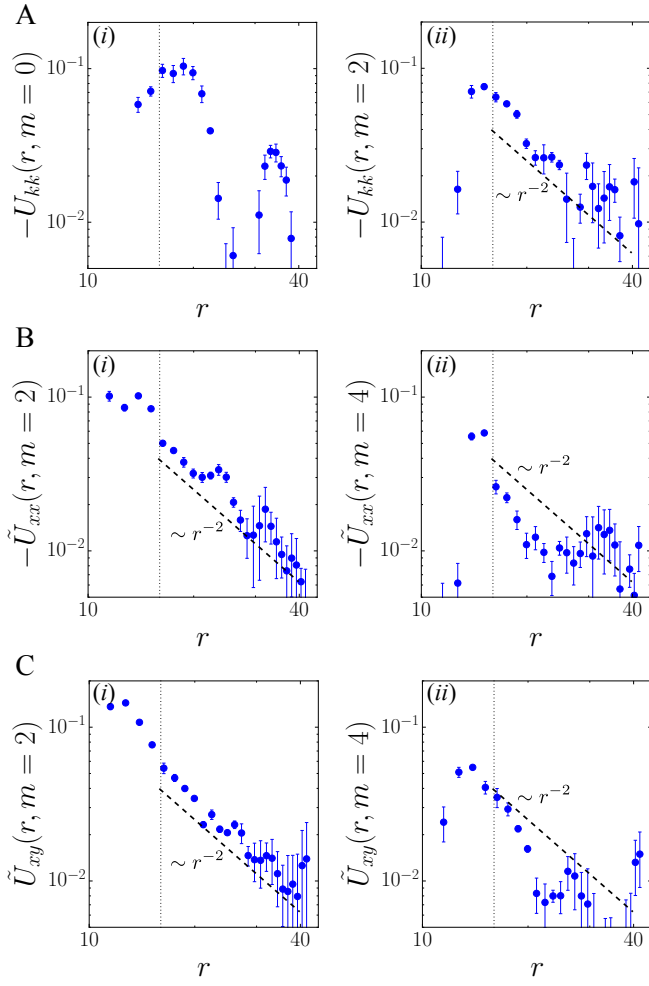 A
(i)
(ii)
−U_{kk}(r, m = 0)
10^{-1}
10^{-2}
10
40
r
−U_{kk}(r, m = 2)
10^{-1}
10^{-2}
∼ r^{−2}
10
40
r
B
(i)
(ii)
−Ũ_{xx}(r, m = 2)
10^{-1}
10^{-2}
∼ r^{−2}
10
40
r
−Ũ_{xx}(r, m = 4)
10^{-1}
10^{-2}
∼ r^{−2}
10
40
r
C
(i)
(ii)
Ũ_{xy}(r, m = 2)
10^{-1}
10^{-2}
∼ r^{−2}
10
40
r
Ũ_{xy}(r, m = 4)
10^{-1}
10^{-2}
∼ r^{−2}
10
40
r